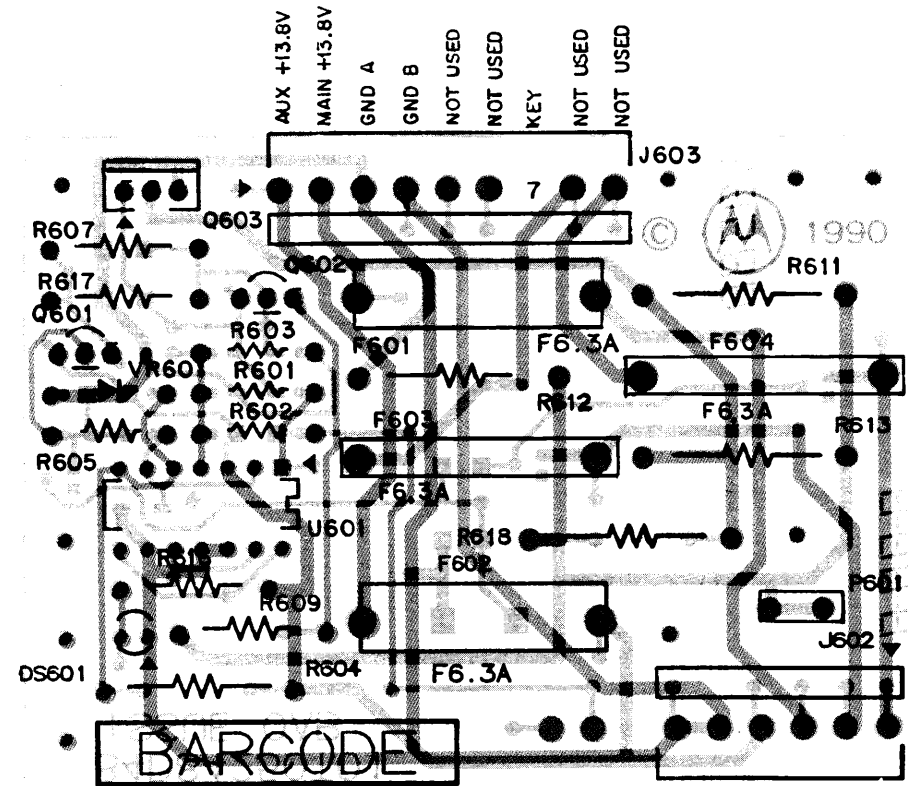 AUX +13.8V
MAIN +13.8V
GND A
GND B
NOT USED
NOT USED
KEY
NOT USED
NOT USED
J603
7
Q603
© 1990
R607
Q602
R611
R617
Q601
R603
F601
F6.3A
F604
VR601
R601
R612
R602
F603
F6.3A
R613
R605
F6.3A
U601
R618
F602
R609
P601
J602
DS601
R604
F6.3A
BARCODE